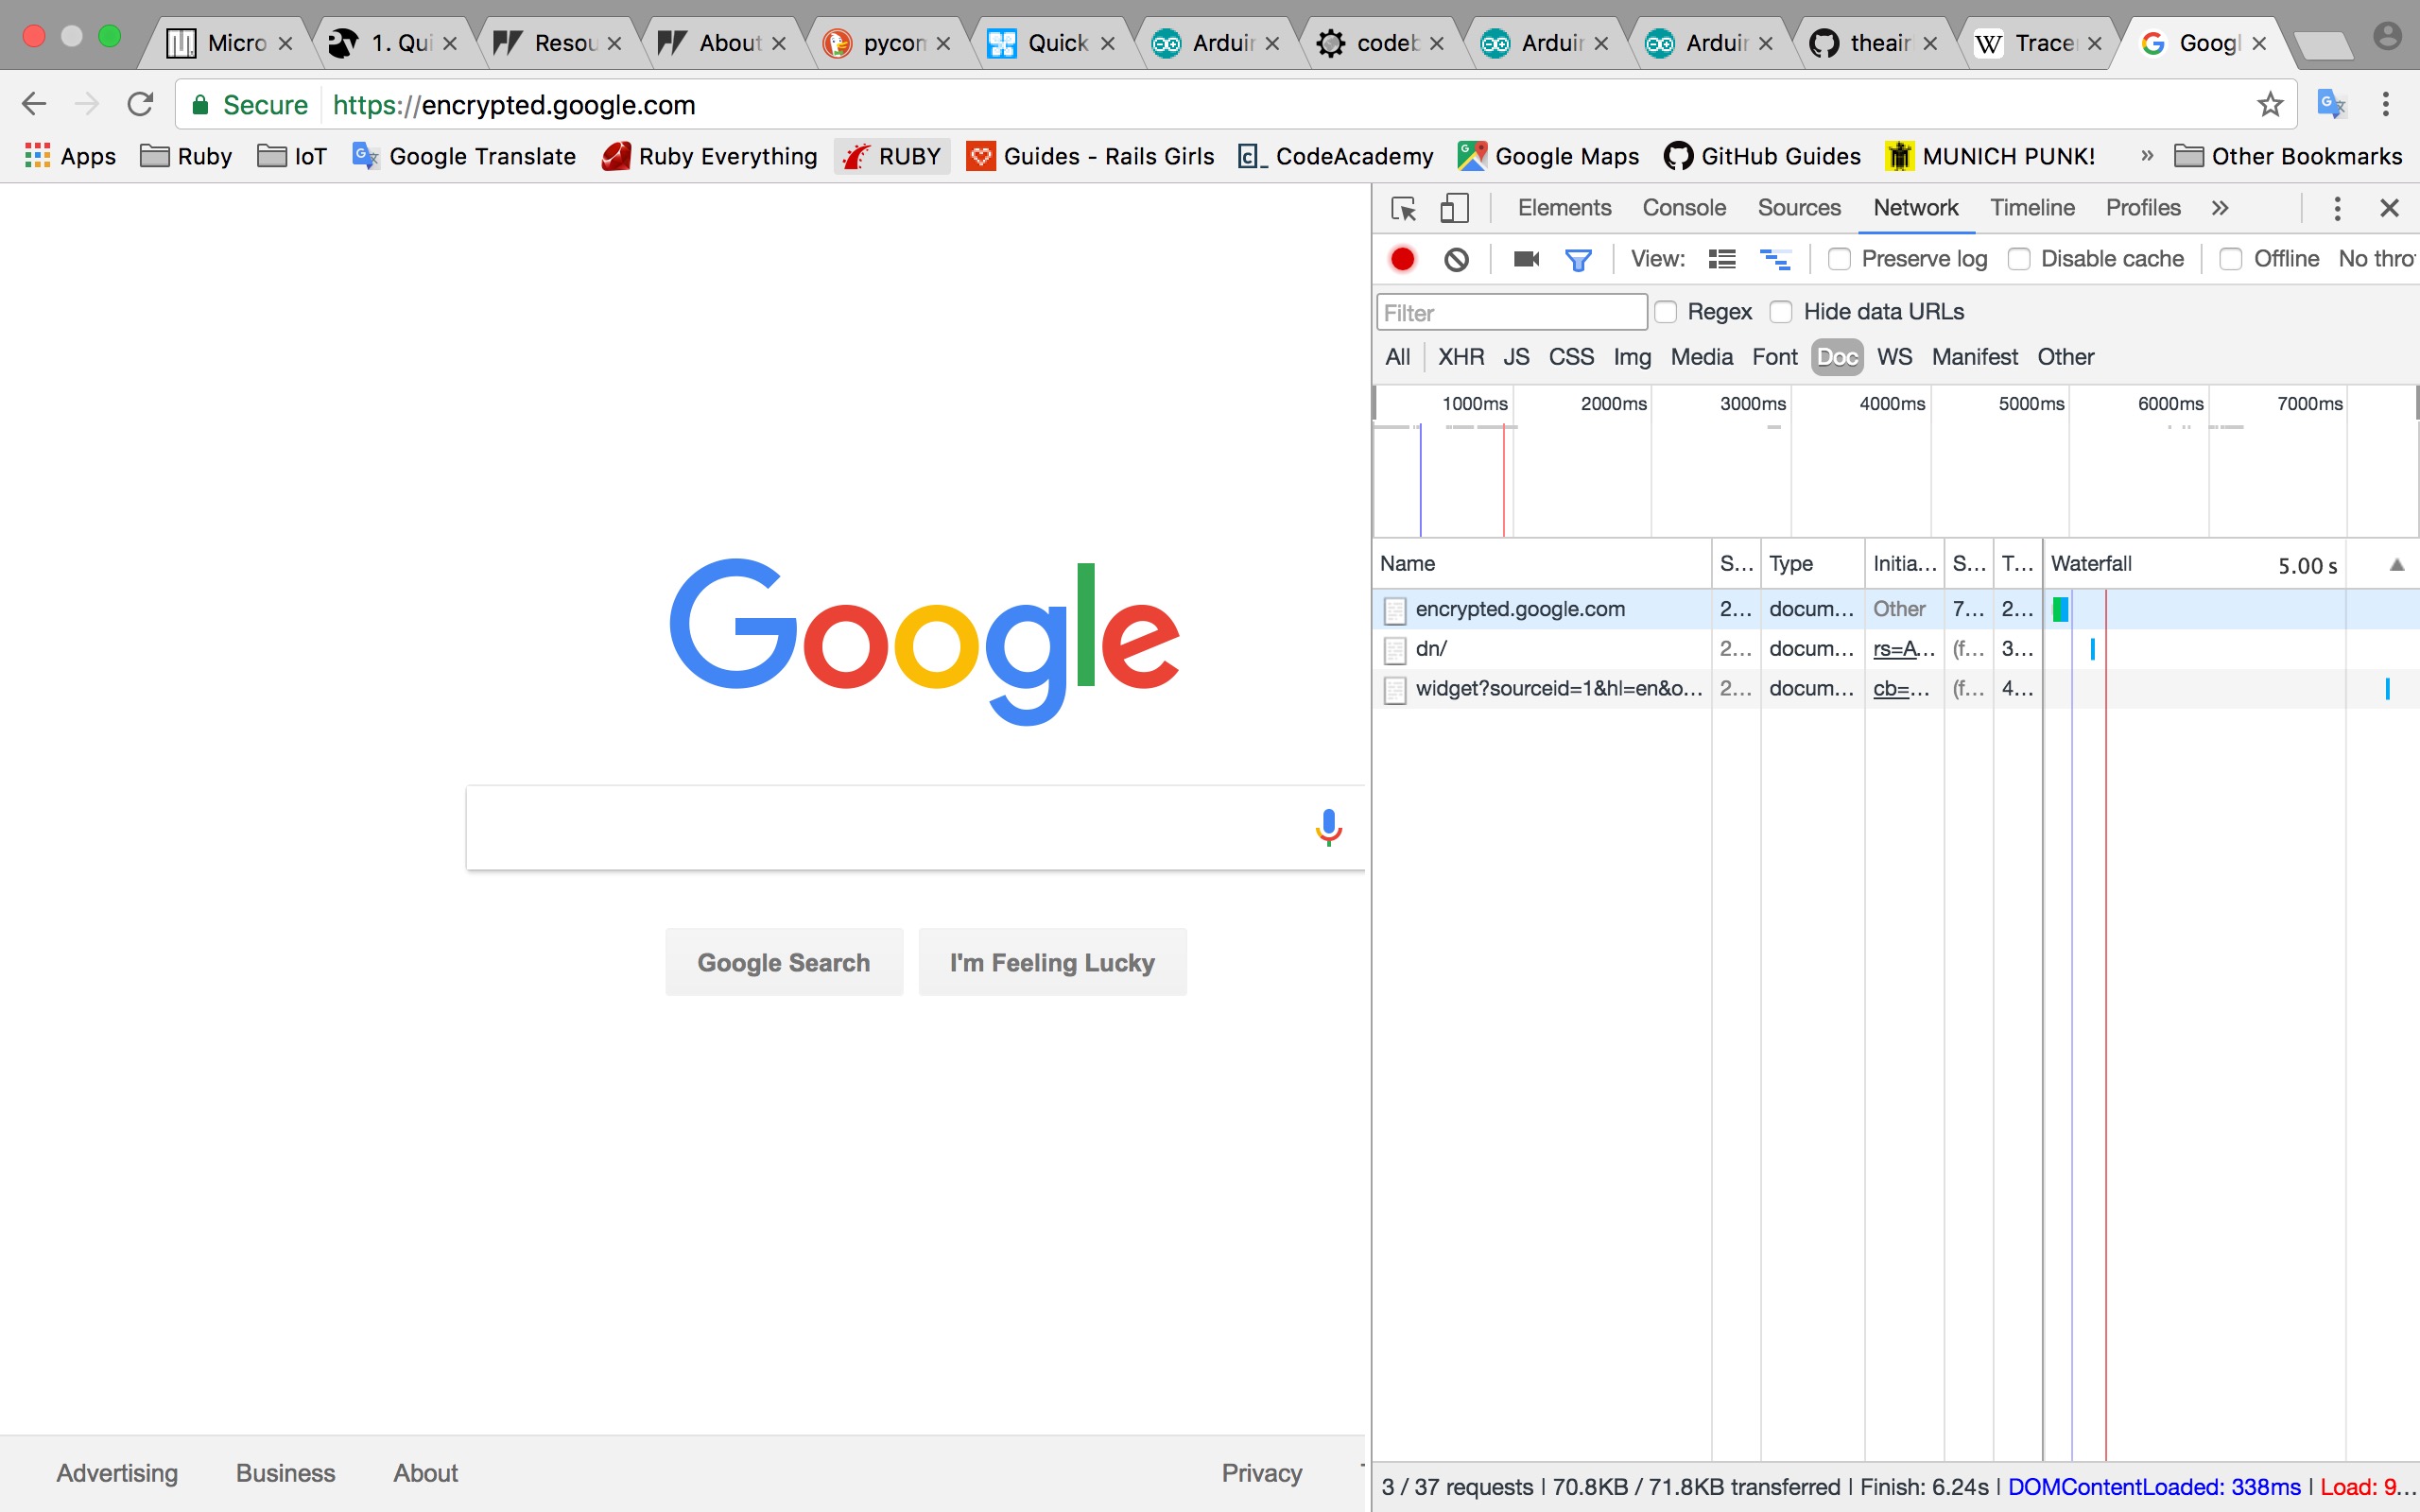 Micro 1. Qui Resou About pycom Quick Arduin codeb Arduin Arduin theair Tracer Googl
Secure https://encrypted.google.com
Apps Ruby IoT Google Translate Ruby Everything RUBY Guides - Rails Girls CodeAcademy Google Maps GitHub Guides MUNICH PUNK! » Other Bookmarks
Elements Console Sources Network Timeline Profiles »
View: Preserve log Disable cache Offline No thro
Filter Regex Hide data URLs
All XHR JS CSS Img Media Font Doc WS Manifest Other
1000ms 2000ms 3000ms 4000ms 5000ms 6000ms 7000ms
Name S... Type Initia... S... T... Waterfall 5.00 s
encrypted.google.com 2... docum... Other 7... 2...
dn/ 2... docum... rs=A... (f... 3...
widget?sourceid=1&hl=en&o... 2... docum... cb=... (f... 4...
Google
Google Search I'm Feeling Lucky
Advertising Business About Privacy
3 / 37 requests | 70.8KB / 71.8KB transferred | Finish: 6.24s | DOMContentLoaded: 338ms | Load: 9...